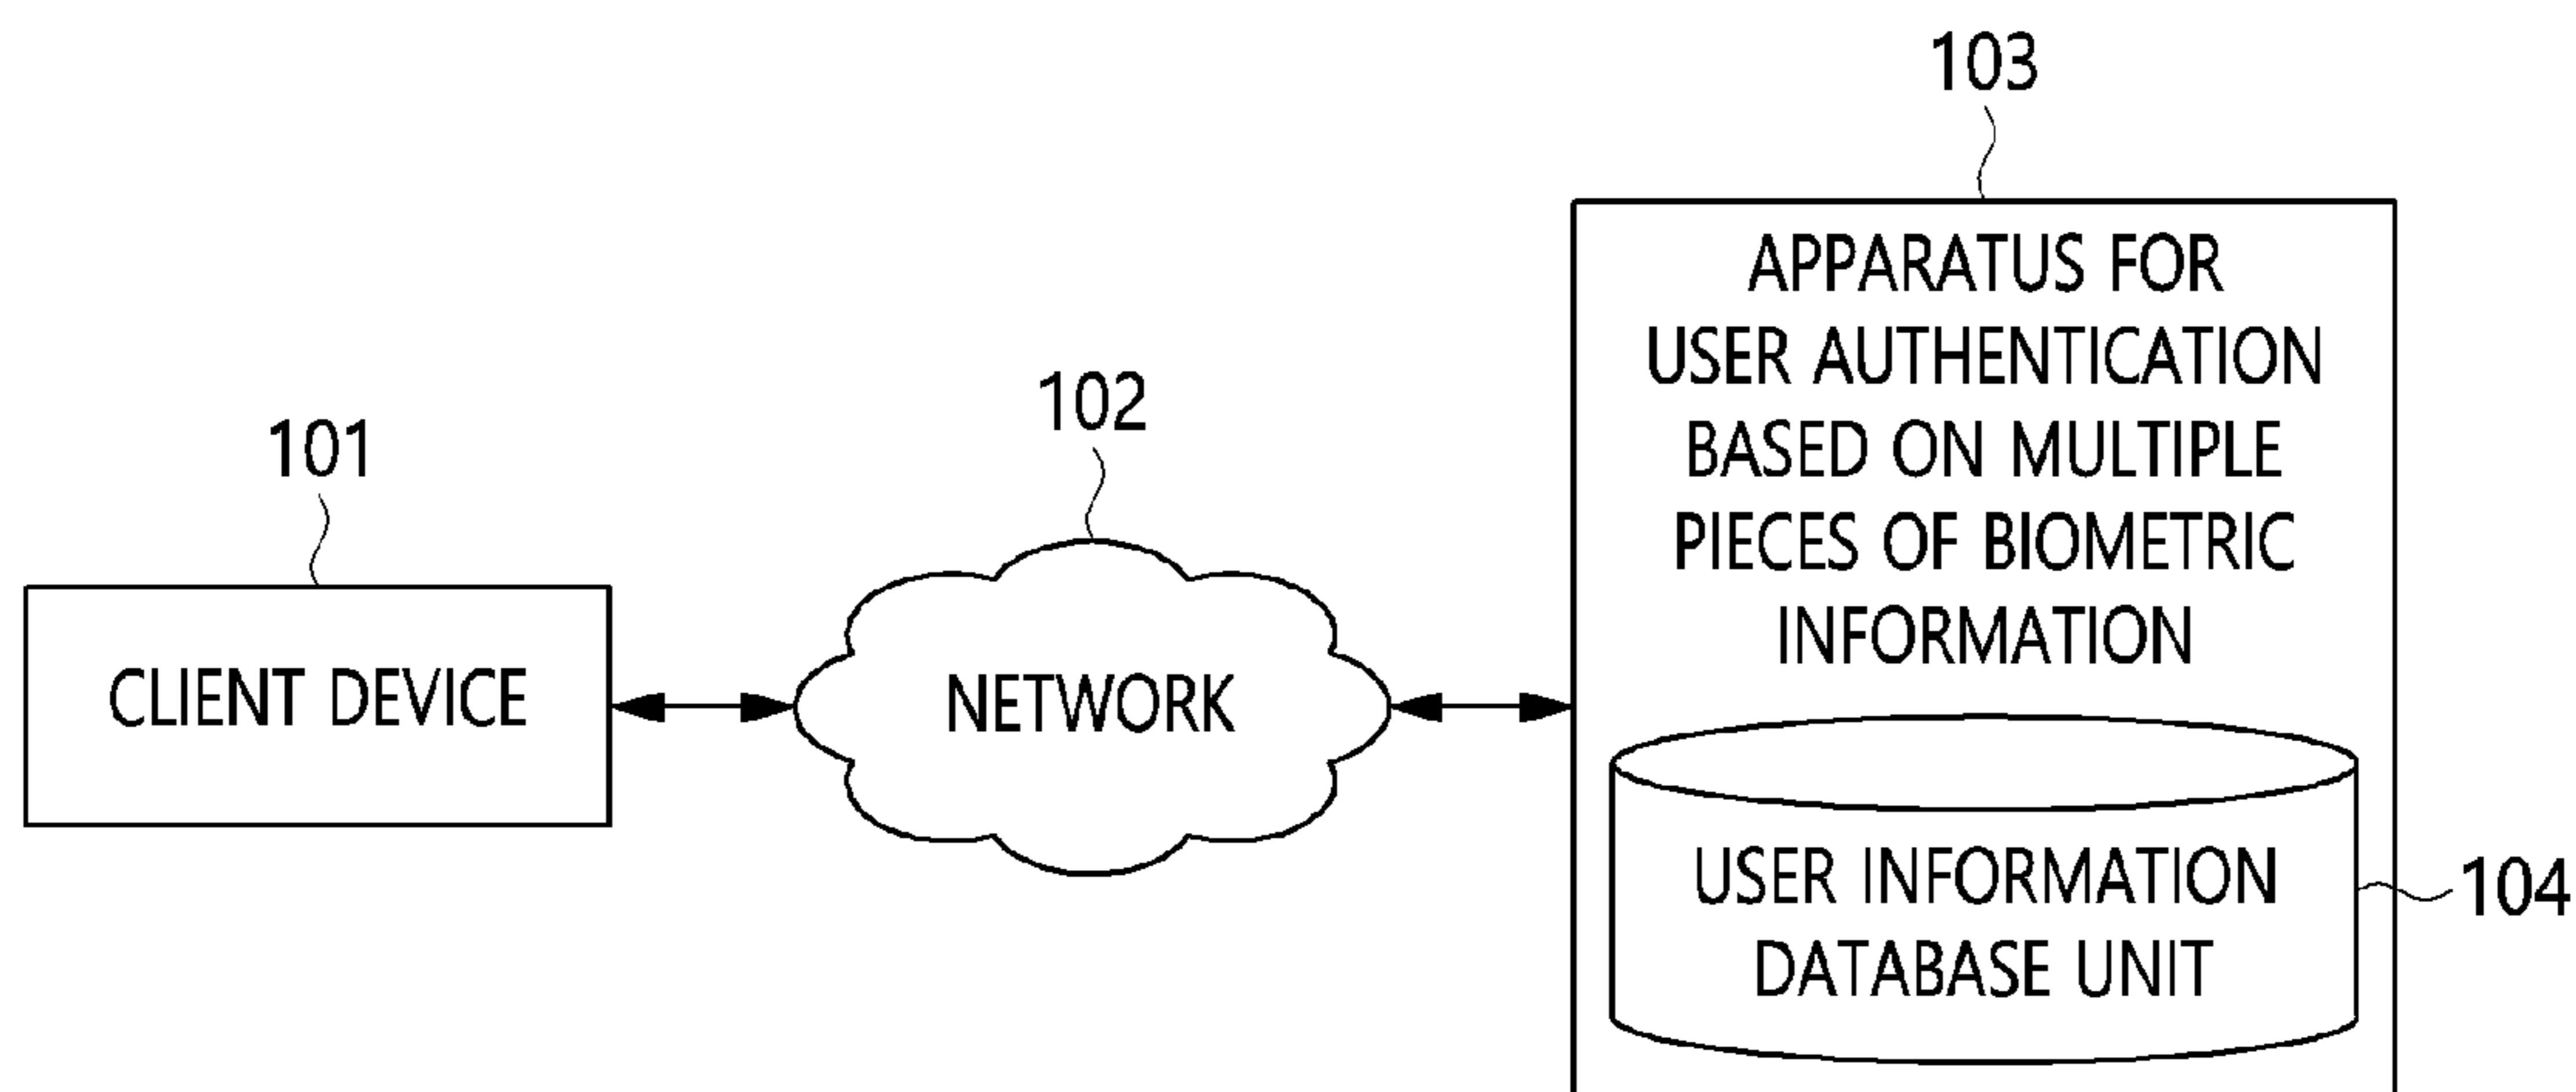 103
APPARATUS FOR
USER AUTHENTICATION
BASED ON MULTIPLE
PIECES OF BIOMETRIC
INFORMATION
102
101
CLIENT DEVICE
NETWORK
USER INFORMATION
DATABASE UNIT
104